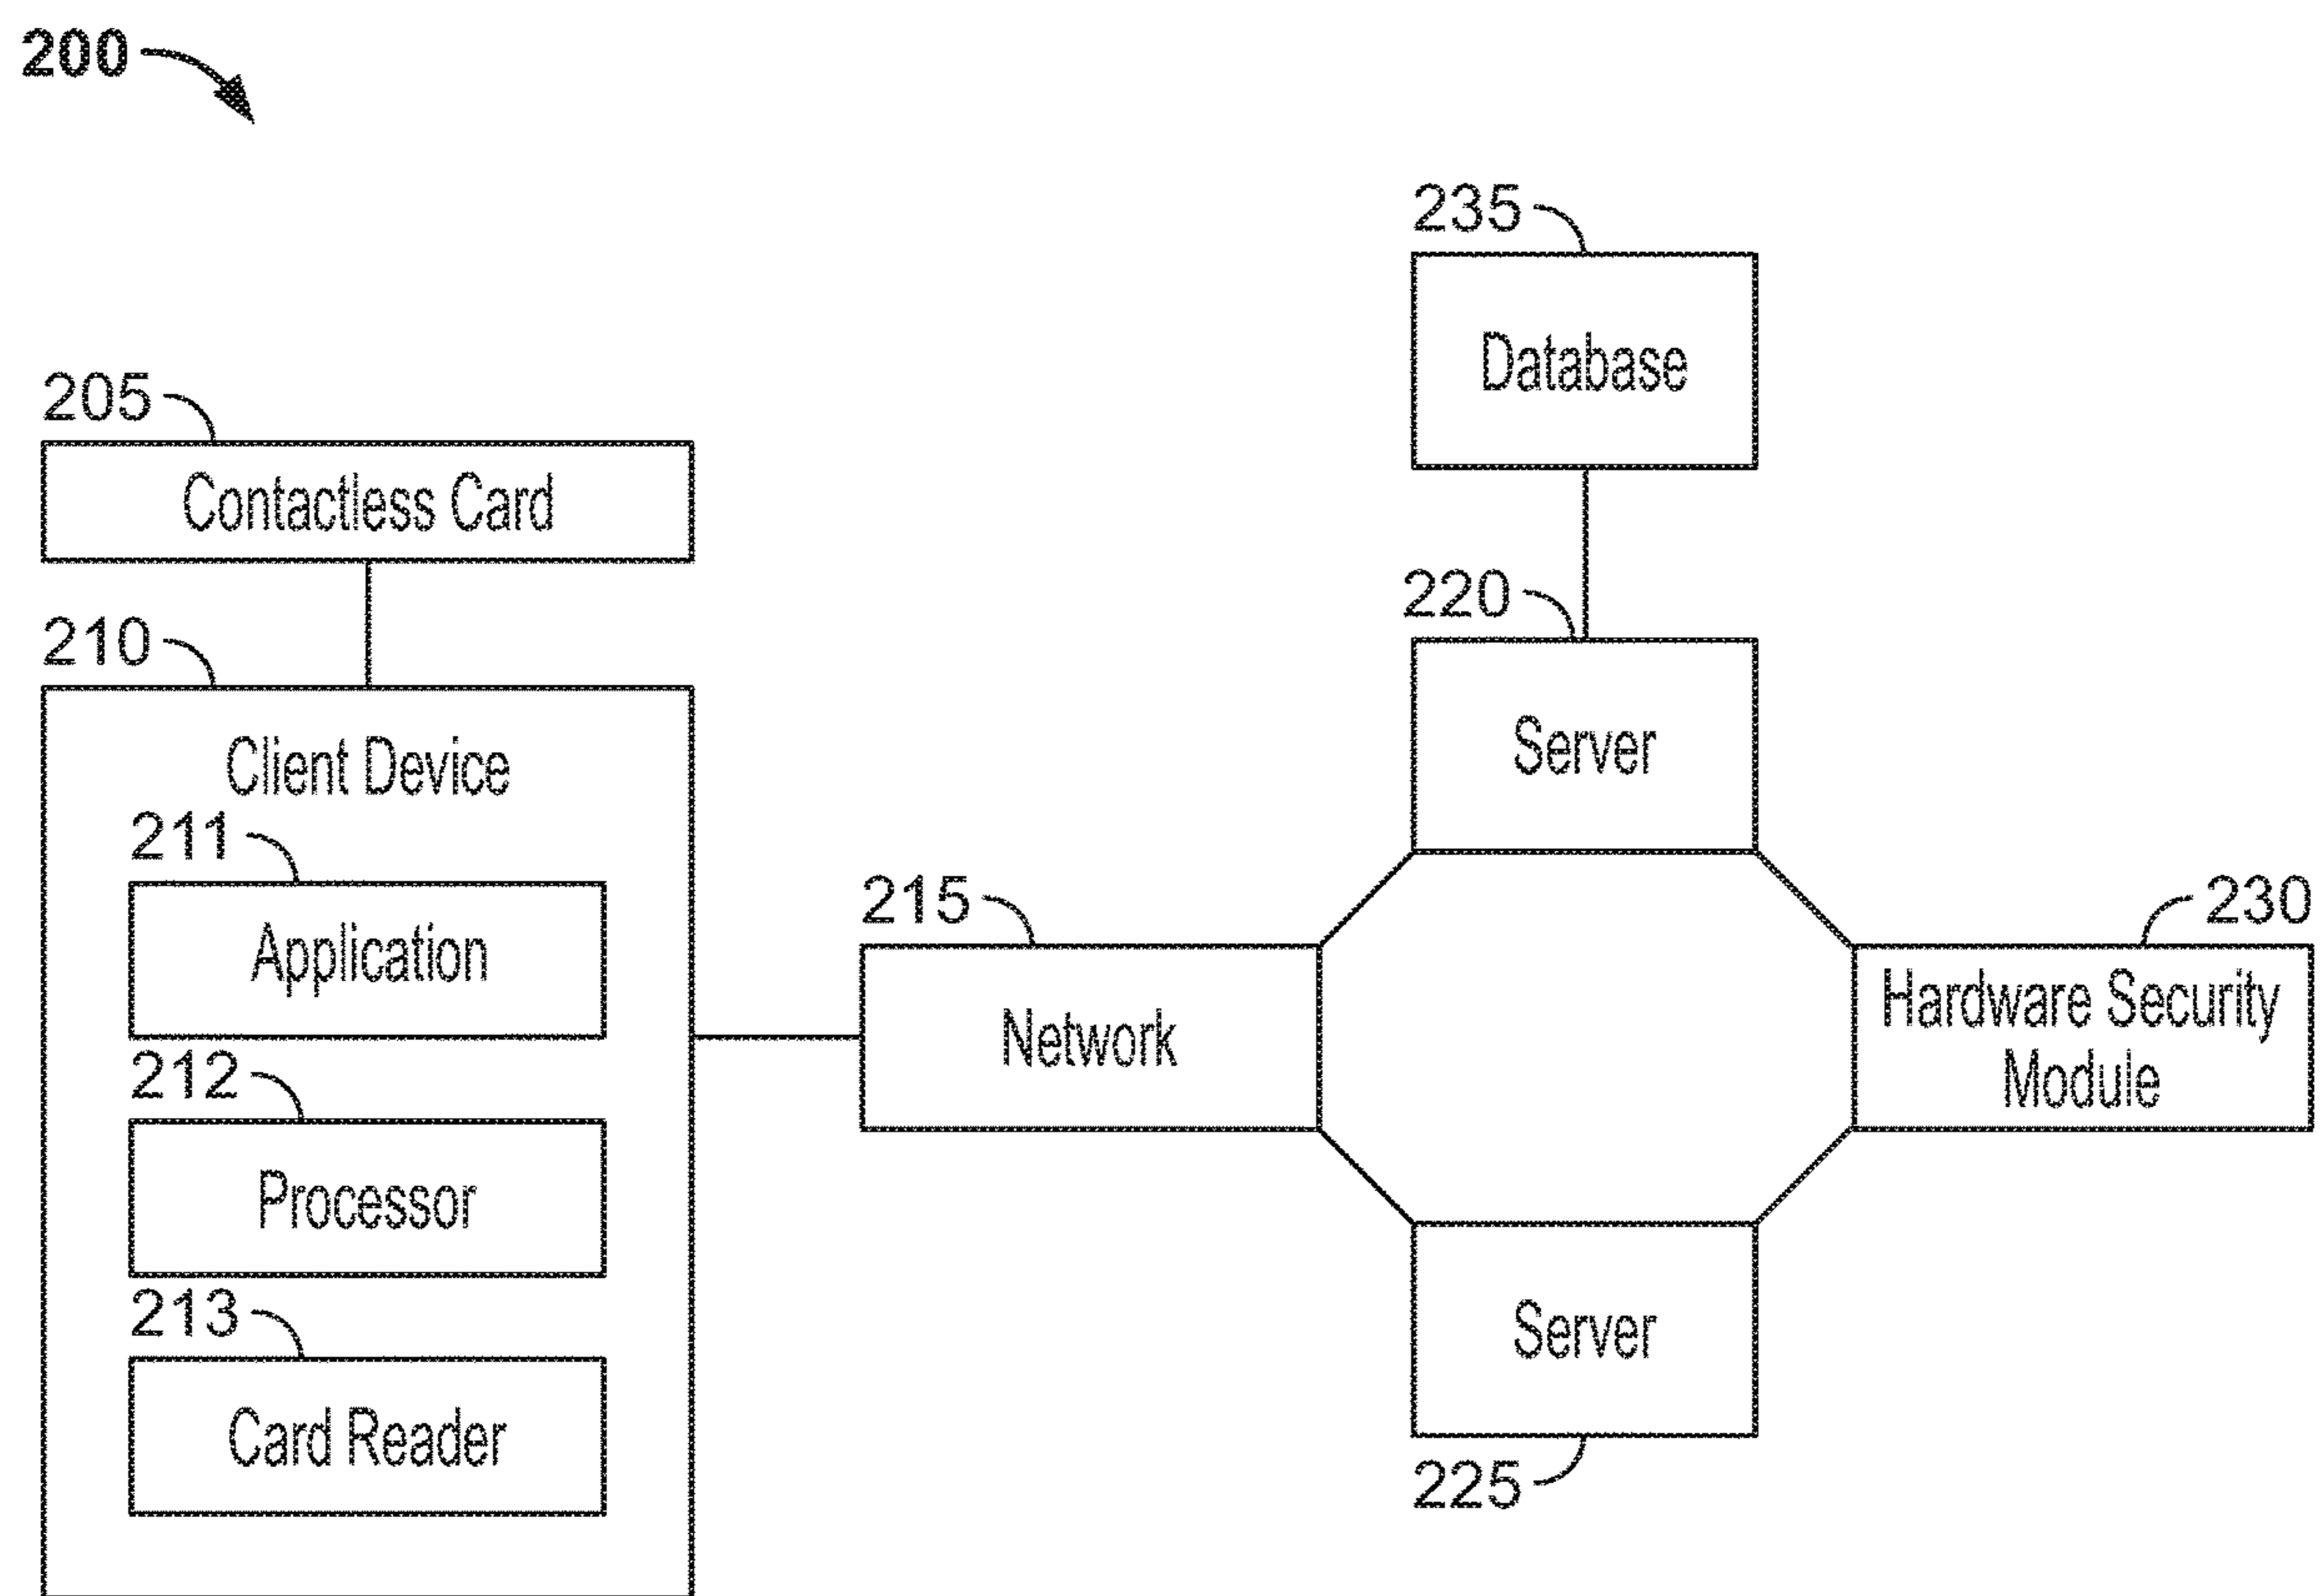 200
235
Database
205
Contactless Card
220
210
Server
Client Device
211
Application
215
230
Network
Hardware Security
Module
212
Processor
213
Server
Card Reader
225